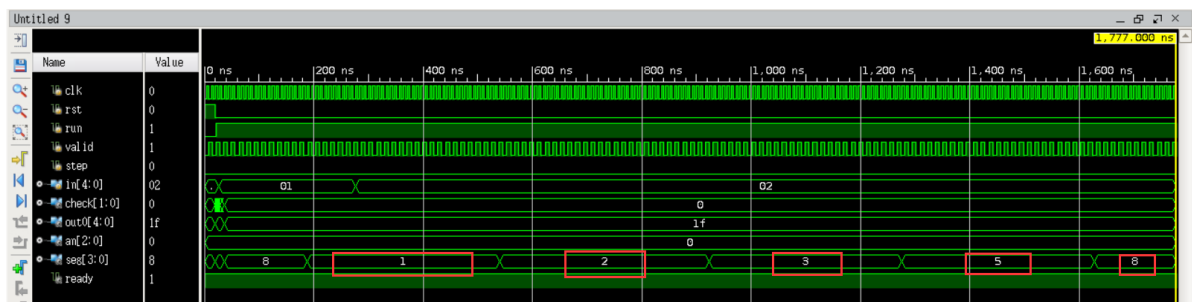 Untitled 9
1,777.000 ns
Name Value
0 ns 200 ns 400 ns 600 ns 800 ns 1,000 ns 1,200 ns 1,400 ns 1,600 ns
clk 0
rst 0
run 1
valid 1
step 0
in[4:0] 02 01 02
check[1:0] 0 0
out0[4:0] 1f 1f
an[2:0] 0 0
seg[3:0] 8 8 1 2 3 5 8
ready 1